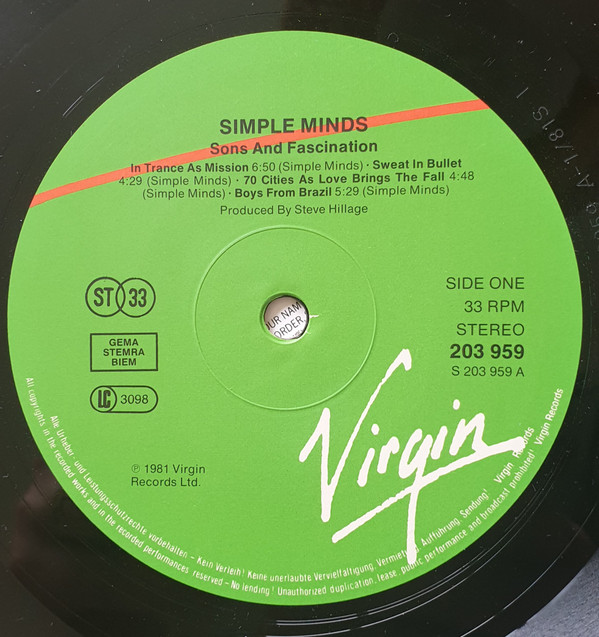 SIMPLE MINDS
Sons And Fascination
In Trance As Mission 6:50 (Simple Minds) · Sweat In Bullet
4:29 (Simple Minds) · 70 Cities As Love Brings The Fall 4:48
(Simple Minds) · Boys From Brazil 5:29 (Simple Minds)
Produced By Steve Hillage
ST 33
GEMA
STEMRA
BIEM
LC 3098
SIDE ONE
33 RPM
STEREO
203 959
S 203 959 A
UR NAM
ORDER
℗ 1981 Virgin
Records Ltd.
Virgin
Alle Urheber- und Leistungsschutzrechte vorbehalten – Kein Verleih! Keine unerlaubte Vervielfältigung, Vermietung, Aufführung, Sendung! Virgin Records
All copyrights in the recorded works and in the recorded performances reserved – No lending! Unauthorized duplication, lease, public performance and broadcast prohibited! Virgin Records